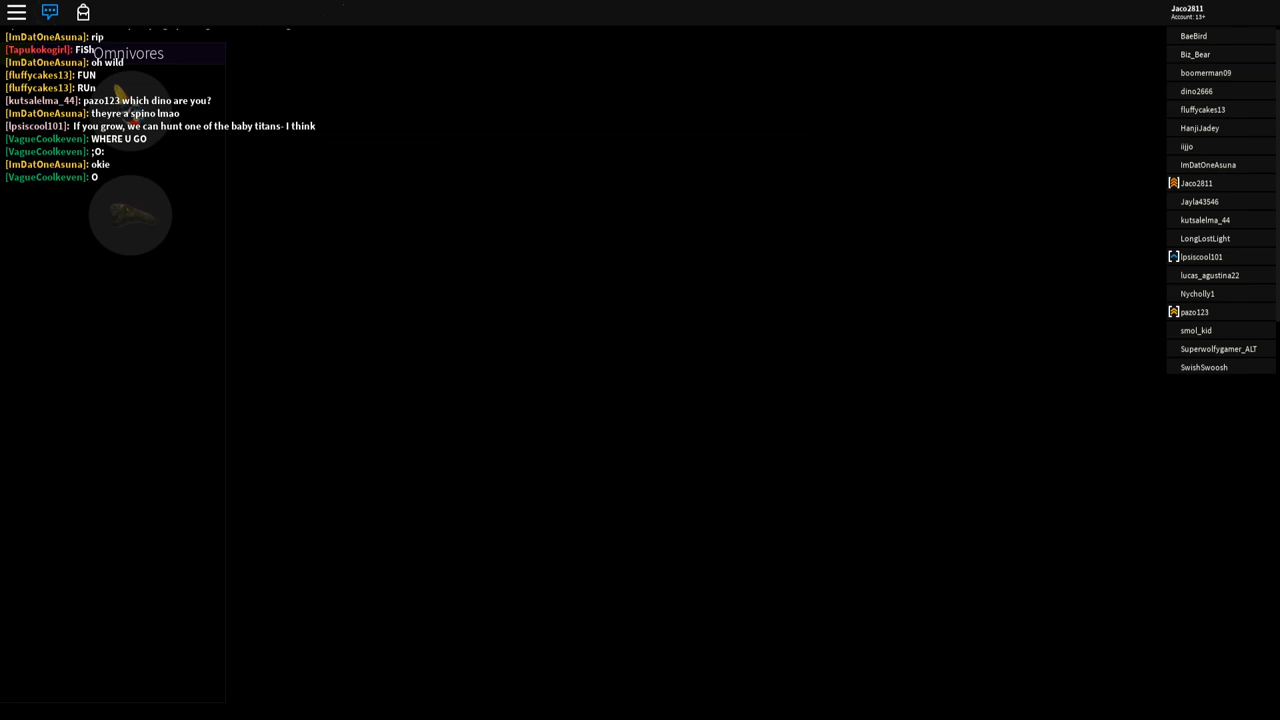 Jaco2811
Account: 13+
[ImDatOneAsuna]: rip
[Tapukokogirl]: FiSh
Omnivores
[ImDatOneAsuna]: oh wild
[fluffycakes13]: FUN
[fluffycakes13]: RUn
[kutsalelma_44]: pazo123 which dino are you?
[ImDatOneAsuna]: theyre a spino lmao
[lpsiscool101]: If you grow, we can hunt one of the baby titans- I think
[VagueCoolkeven]: WHERE U GO
[VagueCoolkeven]: ;O:
[ImDatOneAsuna]: okie
[VagueCoolkeven]: O
BaeBird
Biz_Bear
boomerman09
dino2666
fluffycakes13
HanjiJadey
iijjo
ImDatOneAsuna
Jaco2811
Jayla43546
kutsalelma_44
LongLostLight
lpsiscool101
lucas_agustina22
Nycholly1
pazo123
smol_kid
Superwolfygamer_ALT
SwishSwoosh